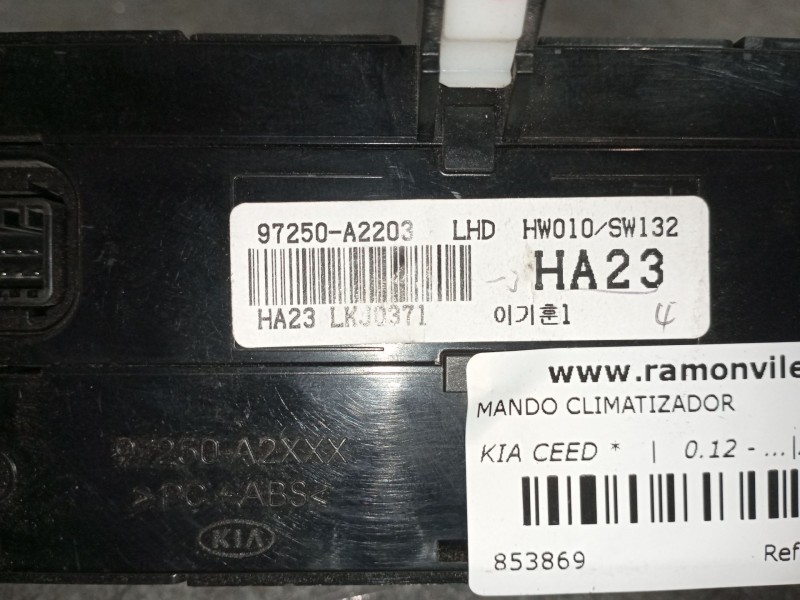 97250-A2203 LHD HW010/SW132
HA23
HA23 LKJ0371 이기훈1 4
www.ramonvile
MANDO CLIMATIZADOR
KIA CEED * | 0.12 - ... |
853869 Ref
97250-A2XXX
>PC+ABS<
KIA